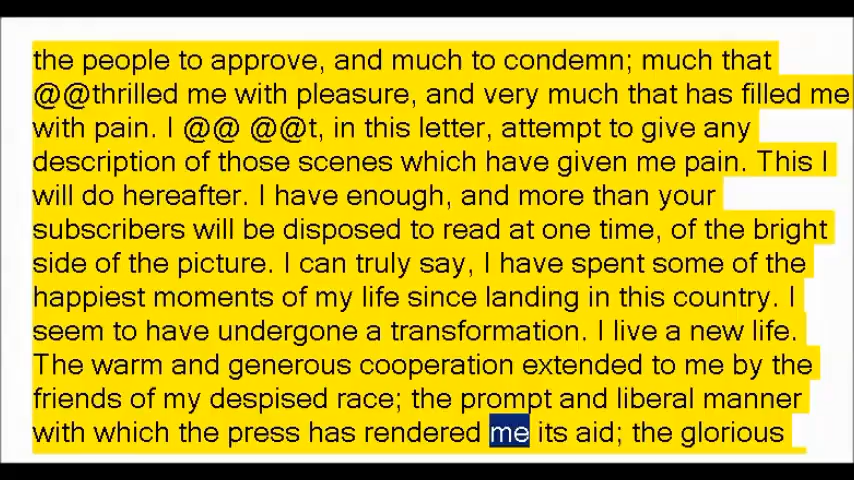 the people to approve, and much to condemn; much that
@@thrilled me with pleasure, and very much that has filled me
with pain. I @@ @@t, in this letter, attempt to give any
description of those scenes which have given me pain. This I
will do hereafter. I have enough, and more than your
subscribers will be disposed to read at one time, of the bright
side of the picture. I can truly say, I have spent some of the
happiest moments of my life since landing in this country. I
seem to have undergone a transformation. I live a new life.
The warm and generous cooperation extended to me by the
friends of my despised race; the prompt and liberal manner
with which the press has rendered me its aid; the glorious